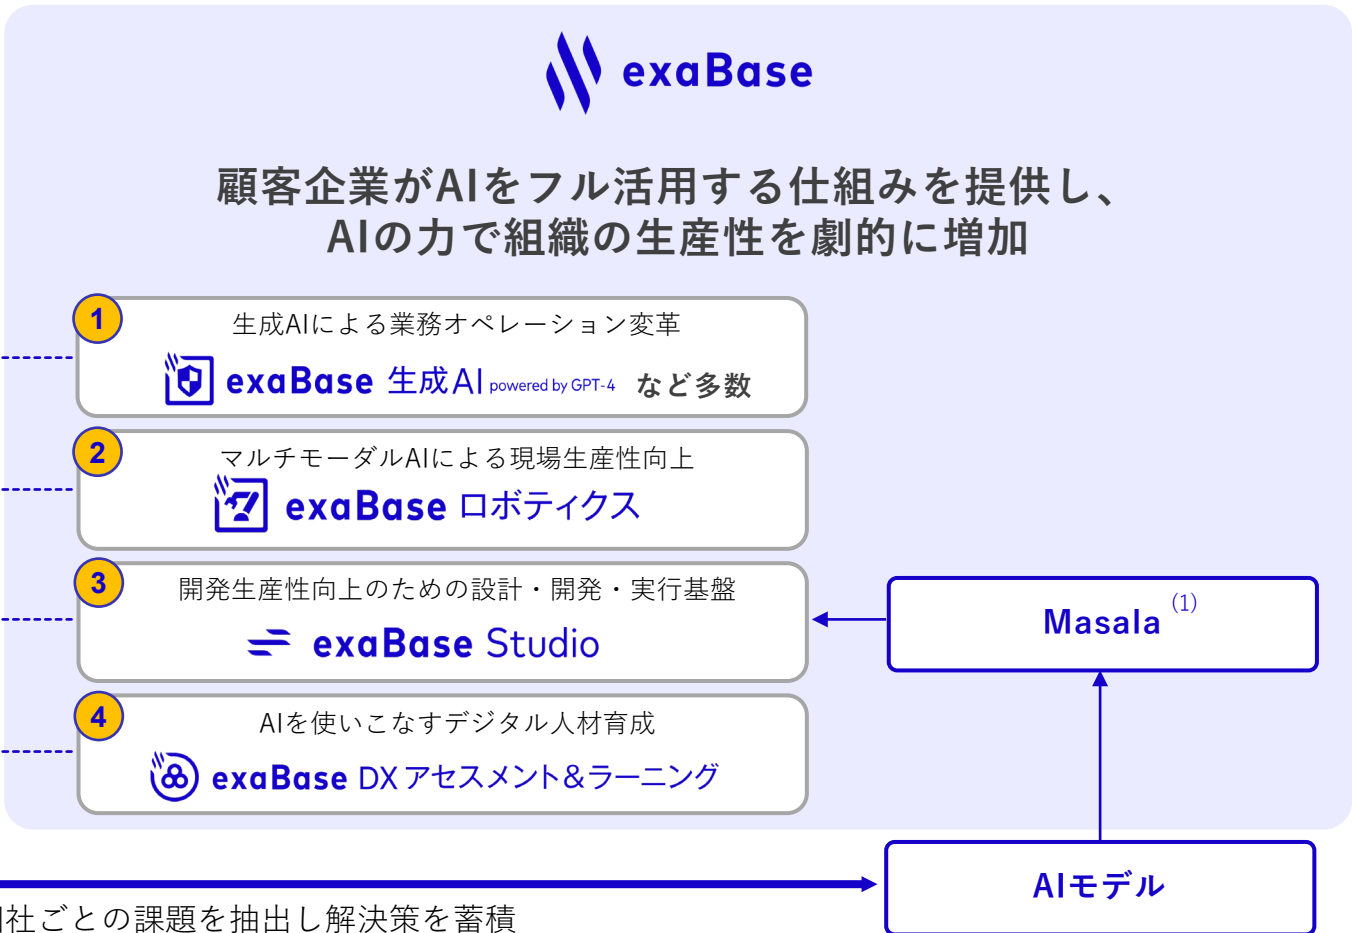 exaBase
顧客企業がAIをフル活用する仕組みを提供し、
AIの力で組織の生産性を劇的に増加
1
生成AIによる業務オペレーション変革
exaBase 生成AI powered by GPT-4 など多数
2
マルチモーダルAIによる現場生産性向上
exaBase ロボティクス
3
開発生産性向上のための設計・開発・実行基盤
exaBase Studio
Masala (1)
4
AIを使いこなすデジタル人材育成
exaBase DXアセスメント&ラーニング
AIモデル
社ごとの課題を抽出し解決策を蓄積